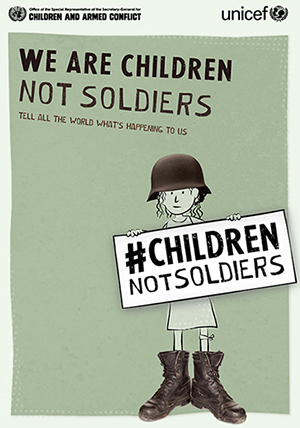 Office of the Special Representative of the Secretary-General for
CHILDREN AND ARMED CONFLICT
unicef
WE ARE CHILDREN
NOT SOLDIERS
TELL ALL THE WORLD WHAT'S HAPPENING TO US
#CHILDREN
NOTSOLDIERS